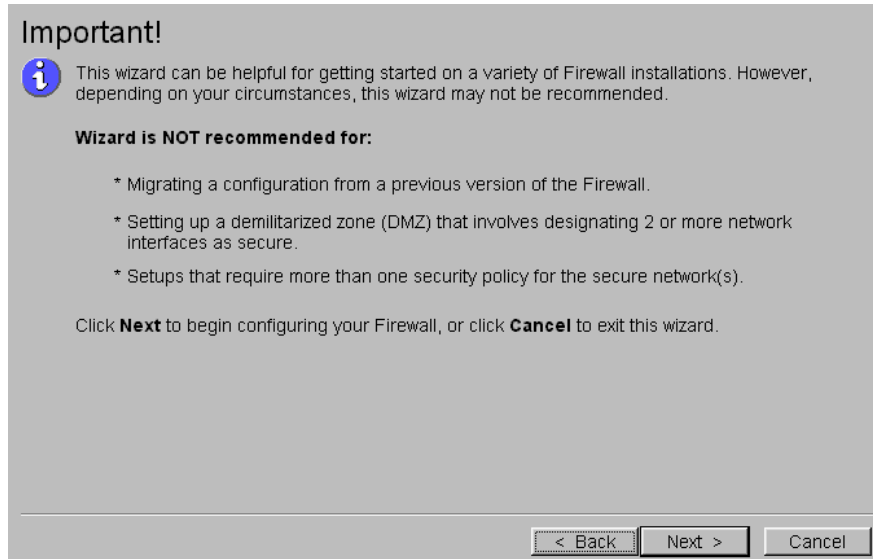 Important!
This wizard can be helpful for getting started on a variety of Firewall installations. However,
depending on your circumstances, this wizard may not be recommended.
Wizard is NOT recommended for:
* Migrating a configuration from a previous version of the Firewall.
* Setting up a demilitarized zone (DMZ) that involves designating 2 or more network
interfaces as secure.
* Setups that require more than one security policy for the secure network(s).
Click Next to begin configuring your Firewall, or click Cancel to exit this wizard.
< Back Next > Cancel